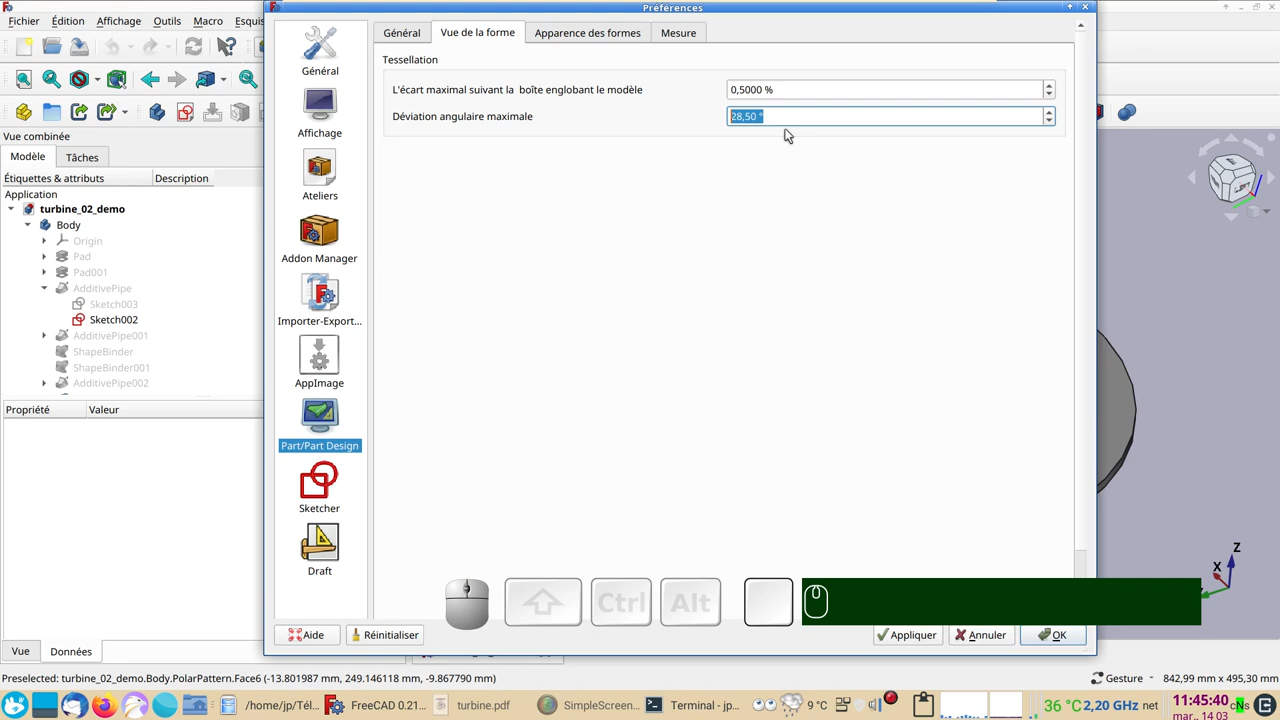 Préférences
Fichier Édition Affichage Outils Macro Esquis
Général Vue de la forme Apparence des formes Mesure
Tessellation
L'écart maximal suivant la boîte englobant le modèle 0,5000 %
Déviation angulaire maximale 28,50 °
Général
Affichage
Ateliers
Addon Manager
Importer-Export...
AppImage
Part/Part Design
Sketcher
Draft
Vue combinée
Modèle Tâches
Étiquettes & attributs Description
Application
turbine_02_demo
Body
Origin
Pad
Pad001
AdditivePipe
Sketch003
Sketch002
AdditivePipe001
ShapeBinder
ShapeBinder001
AdditivePipe002
Propriété Valeur
Z
X
Ctrl Alt
Aide Réinitialiser Appliquer Annuler OK
Vue Données
Preselected: turbine_02_demo.Body.PolarPattern.Face6 (-13.801987 mm, 249.146118 mm, -9.867790 mm) Gesture 842,99 mm x 495,30 mm
/home/jp/Tél... FreeCAD 0.21... turbine.pdf SimpleScreen... Terminal - jp... 9 °C 36 °C 2,20 GHz net cNs 11:45:40
mar., 14 03